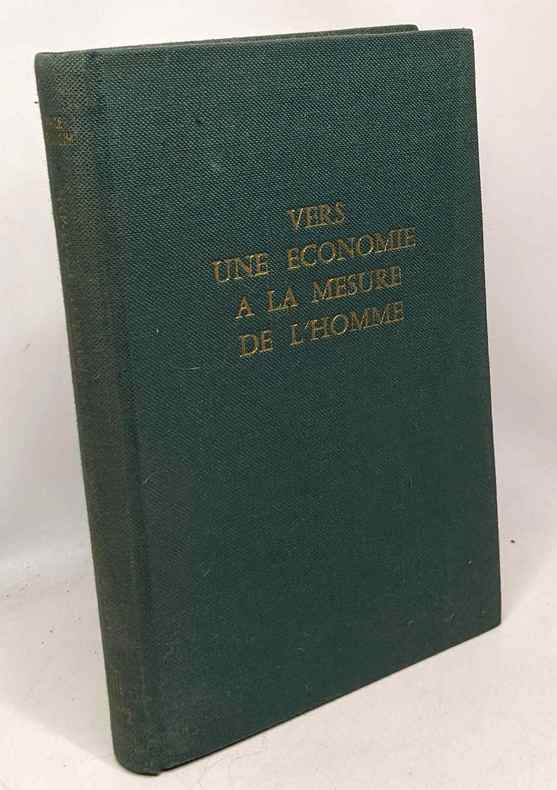 VERS
UNE ECONOMIE
A LA MESURE
DE L'HOMME